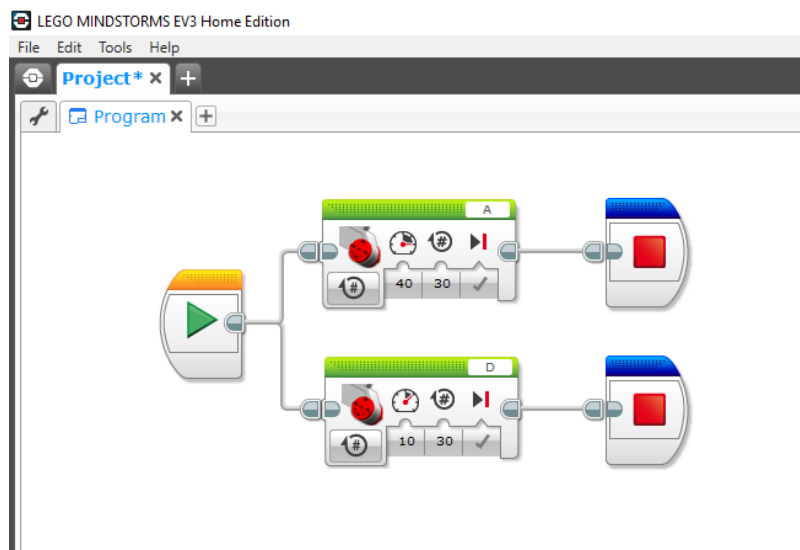 LEGO MINDSTORMS EV3 Home Edition
File Edit Tools Help
Project* × +
Program × +
A
#
# 40 30
D
#
# 10 30